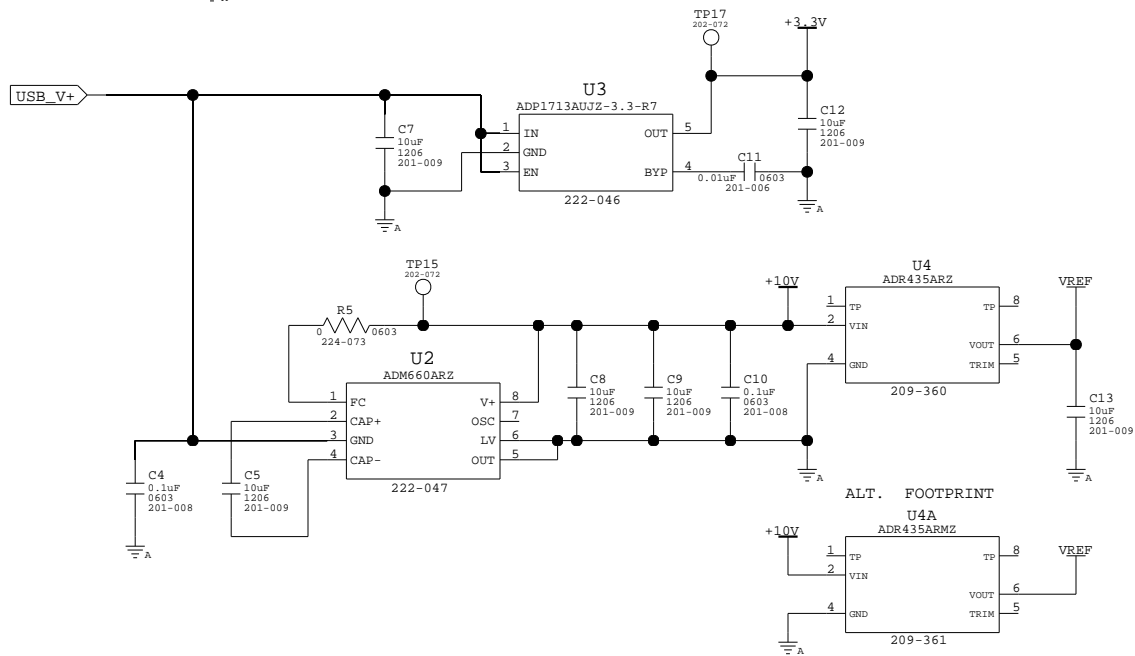 TP17
202-072
+3.3V
USB_V+
U3
ADP1713AUJZ-3.3-R7
C7
10uF
1206
201-009
1 IN OUT 5
2 GND
3 EN BYP 4
222-046
C11
0.01uF 0603
201-006
C12
10uF
1206
201-009
A
A
TP15
202-072
R5
0 0603
224-073
U2
ADM660ARZ
1 FC V+ 8
2 CAP+ OSC 7
3 GND LV 6
4 CAP- OUT 5
222-047
C4
0.1uF
0603
201-008
A
C5
10uF
1206
201-009
C8
10uF
1206
201-009
C9
10uF
1206
201-009
C10
0.1uF
0603
201-008
+10V
A
U4
ADR435ARZ
1 TP TP 8
2 VIN
VOUT 6
4 GND TRIM 5
209-360
VREF
C13
10uF
1206
201-009
A
ALT. FOOTPRINT
U4A
ADR435ARMZ
+10V
1 TP TP 8
2 VIN
VOUT 6
4 GND TRIM 5
209-361
VREF
A